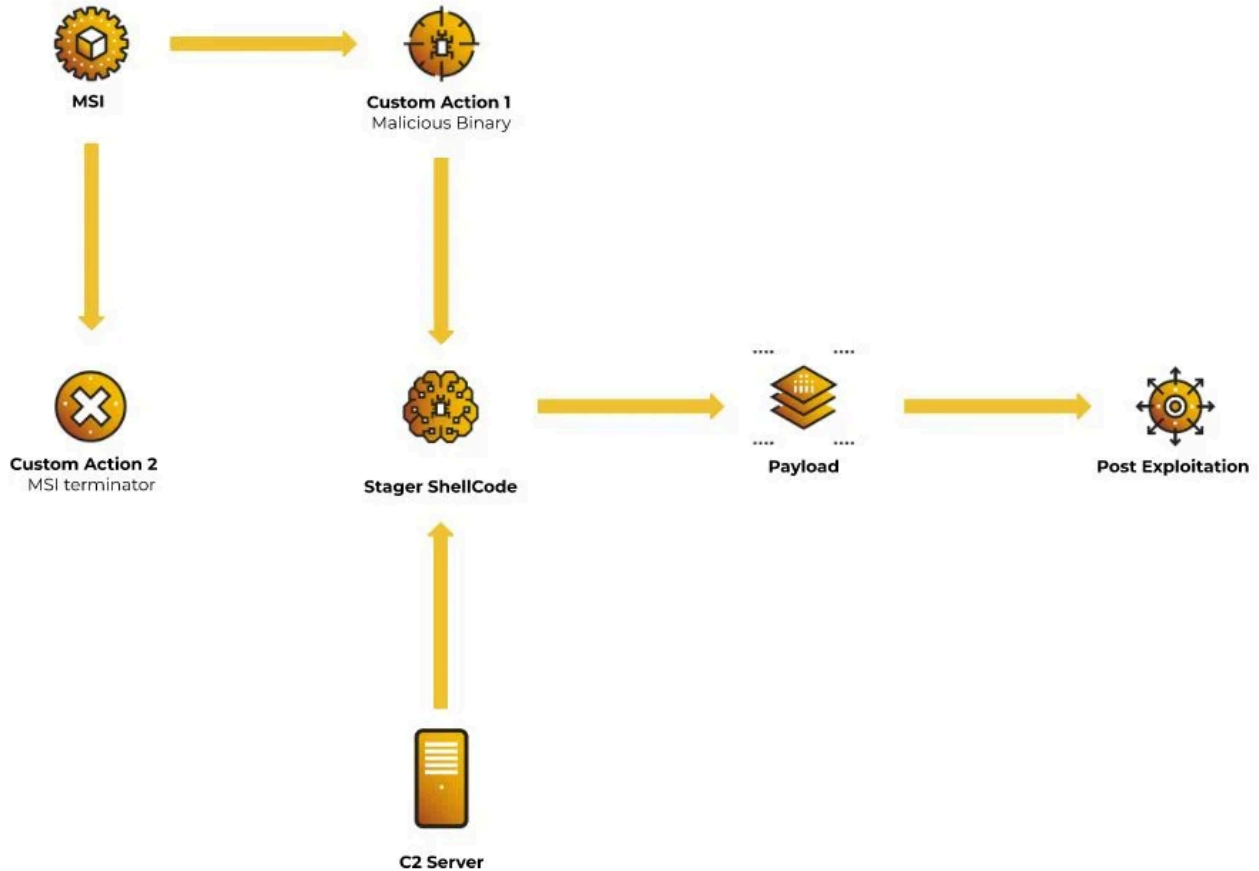 MSI
Custom Action 1
Malicious Binary
Custom Action 2
MSI terminator
Stager ShellCode
Payload
Post Exploitation
C2 Server